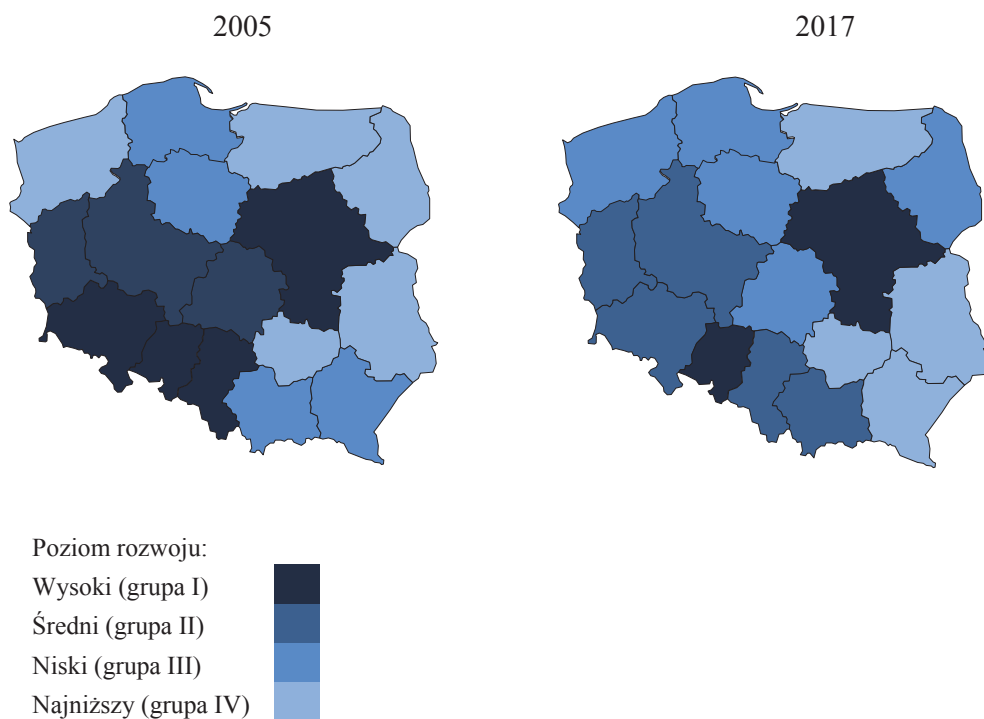 2005
2017
Poziom rozwoju:
Wysoki (grupa I)
Średni (grupa II)
Niski (grupa III)
Najniższy (grupa IV)